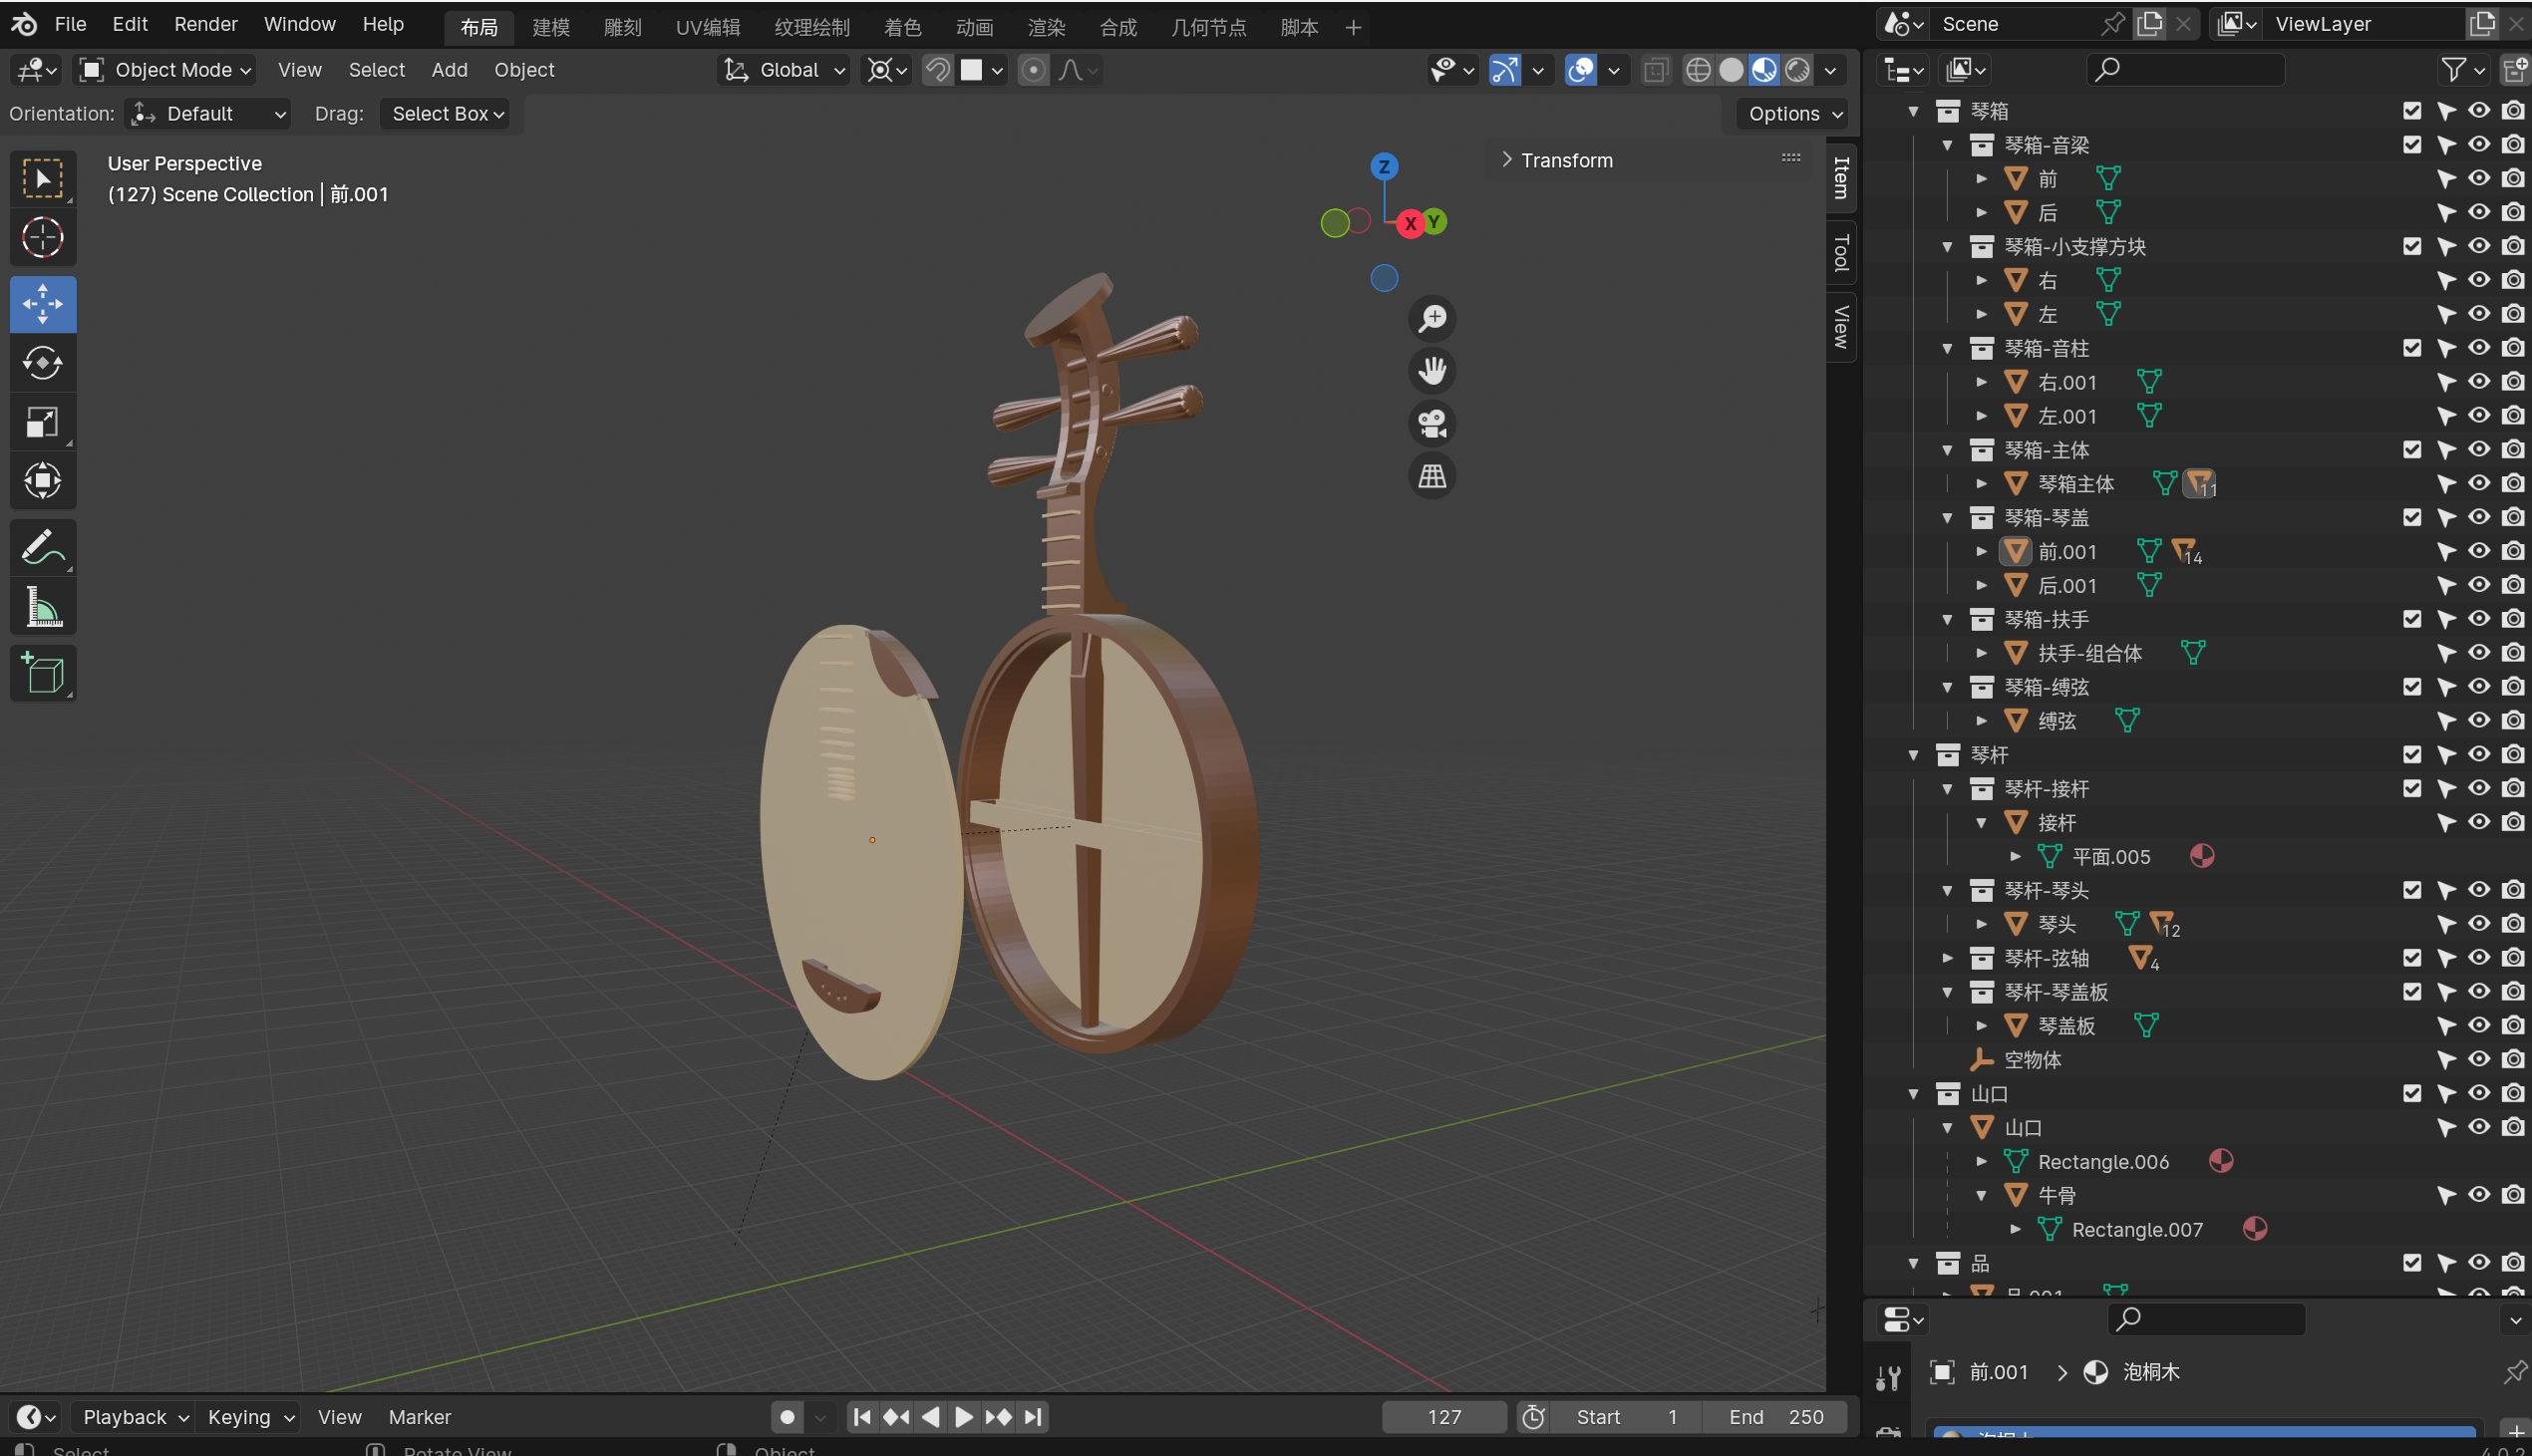 File Edit Render Window Help 布局 建模 雕刻 UV编辑 纹理绘制 着色 动画 渲染 合成 几何节点 脚本 + Scene ViewLayer
Object Mode View Select Add Object Global
Orientation: Default Drag: Select Box Options
User Perspective
(127) Scene Collection | 前.001
Transform
Item
Tool
View
Z
X
Y
琴箱
琴箱-音梁
前
后
琴箱-小支撑方块
右
左
琴箱-音柱
右.001
左.001
琴箱-主体
琴箱主体 11
琴箱-琴盖
前.001 14
后.001
琴箱-扶手
扶手-组合体
琴箱-缚弦
缚弦
琴杆
琴杆-接杆
接杆
平面.005
琴杆-琴头
琴头 12
琴杆-弦轴 4
琴杆-琴盖板
琴盖板
空物体
山口
山口
Rectangle.006
牛骨
Rectangle.007
品
品.001
前.001 > 泡桐木
泡桐木
Playback Keying View Marker 127 Start 1 End 250
Select Rotate View Object 4.0.2